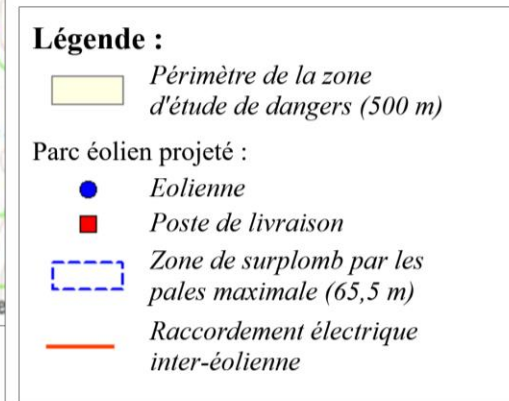 Légende :
Périmètre de la zone
d'étude de dangers (500 m)
Parc éolien projeté :
Eolienne
Poste de livraison
Zone de surplomb par les
pales maximale (65,5 m)
Raccordement électrique
inter-éolienne